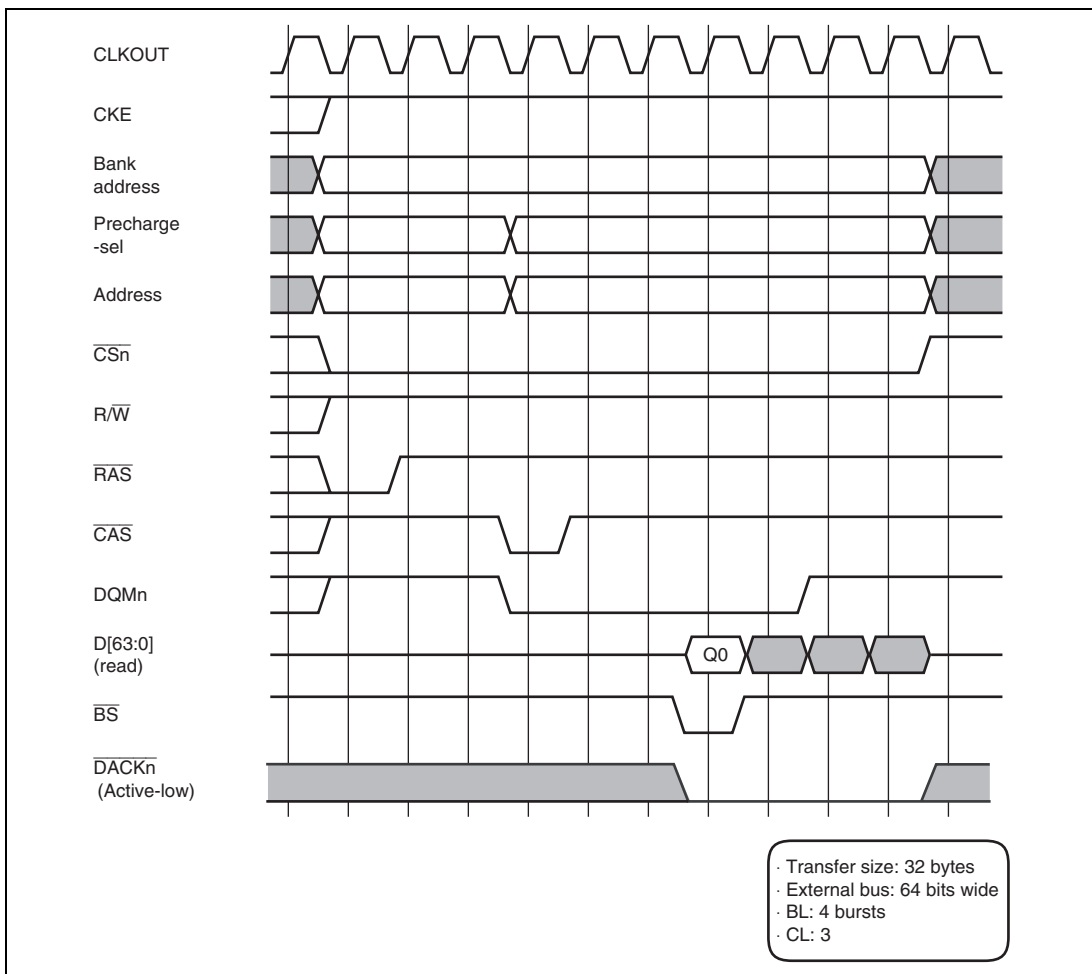 CLKOUT
CKE
Bank
address
Precharge
-sel
Address
CSn
R/W
RAS
CAS
DQMn
D[63:0]
(read)
Q0
BS
DACKn
(Active-low)
· Transfer size: 32 bytes
· External bus: 64 bits wide
· BL: 4 bursts
· CL: 3